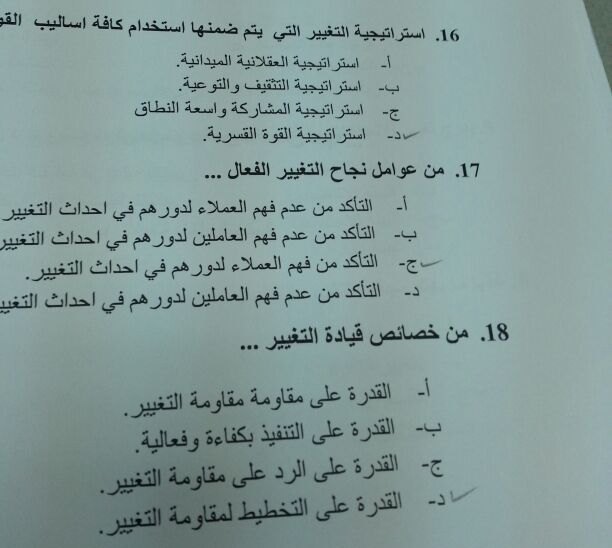 16. استراتيجية التغيير التي يتم ضمنها استخدام كافة اساليب
أ- استراتيجية العقلانية الميدانية.
ب- استراتيجية التثقيف والتوعية.
ج- استراتيجية المشاركة واسعة النطاق
د- استراتيجية القوة القسرية.
17. من عوامل نجاح التغيير الفعال ...
أ- التأكد من عدم فهم العملاء لدورهم في احداث التغيير
ب- التأكد من عدم فهم العاملين لدورهم في احداث التغيير
ج- التأكد من فهم العملاء لدورهم في احداث التغيير.
د- التأكد من عدم فهم العاملين لدورهم في احداث
18. من خصائص قيادة التغيير ...
أ- القدرة على مقاومة مقاومة التغيير.
ب- القدرة على التنفيذ بكفاءة وفعالية.
ج- القدرة على الرد على مقاومة التغيير.
د- القدرة على التخطيط لمقاومة التغيير.